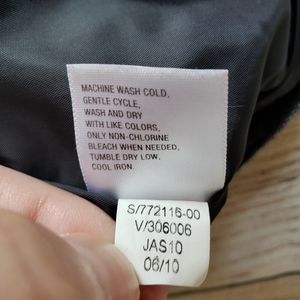 MACHINE WASH COLD,
GENTLE CYCLE,
WASH AND DRY
WITH LIKE COLORS,
ONLY NON-CHLORINE
BLEACH WHEN NEEDED,
TUMBLE DRY LOW,
COOL IRON.
S/772116-00
V/306006
JAS10
06/10